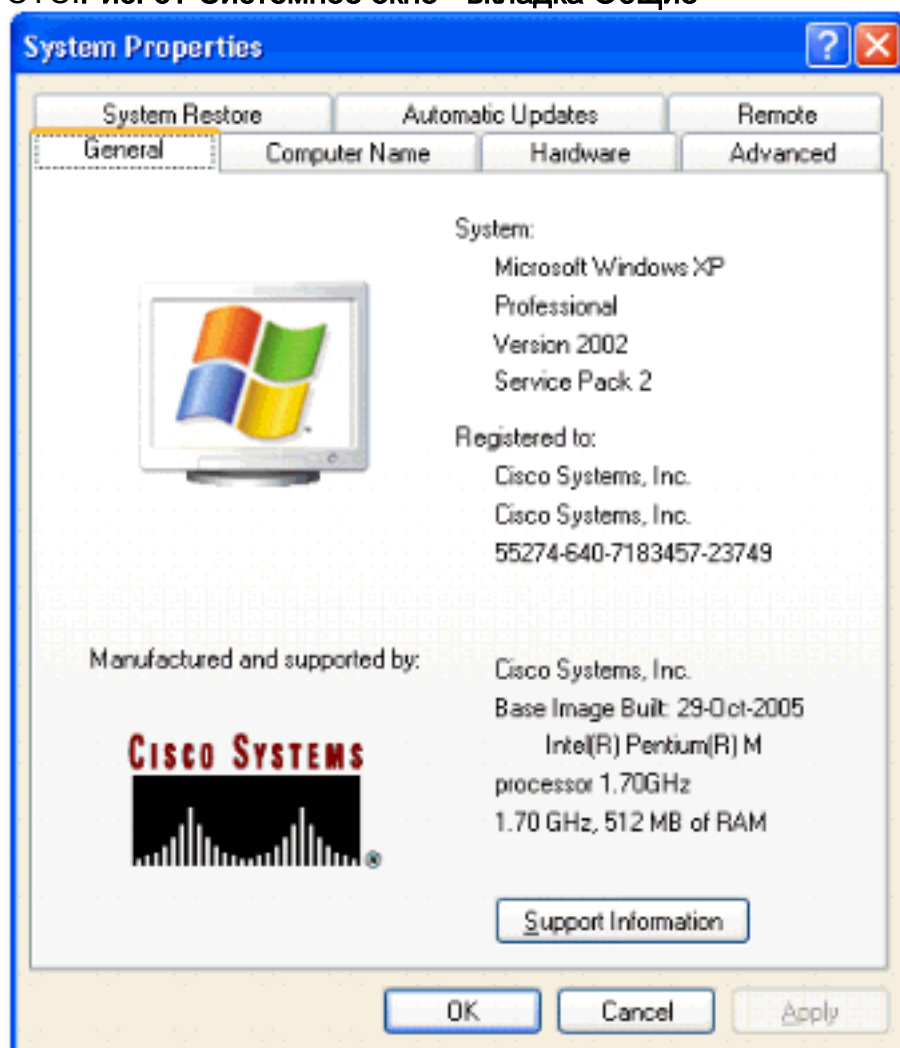 System Properties
System Restore Automatic Updates Remote
General Computer Name Hardware Advanced
System:
Microsoft Windows XP
Professional
Version 2002
Service Pack 2
Registered to:
Cisco Systems, Inc.
Cisco Systems, Inc.
55274-640-7183457-23749
Manufactured and supported by:
Cisco Systems, Inc.
Base Image Built: 29-Oct-2005
Intel(R) Pentium(R) M
processor 1.70GHz
1.70 GHz, 512 MB of RAM
CISCO SYSTEMS
®
Support Information
OK Cancel Apply